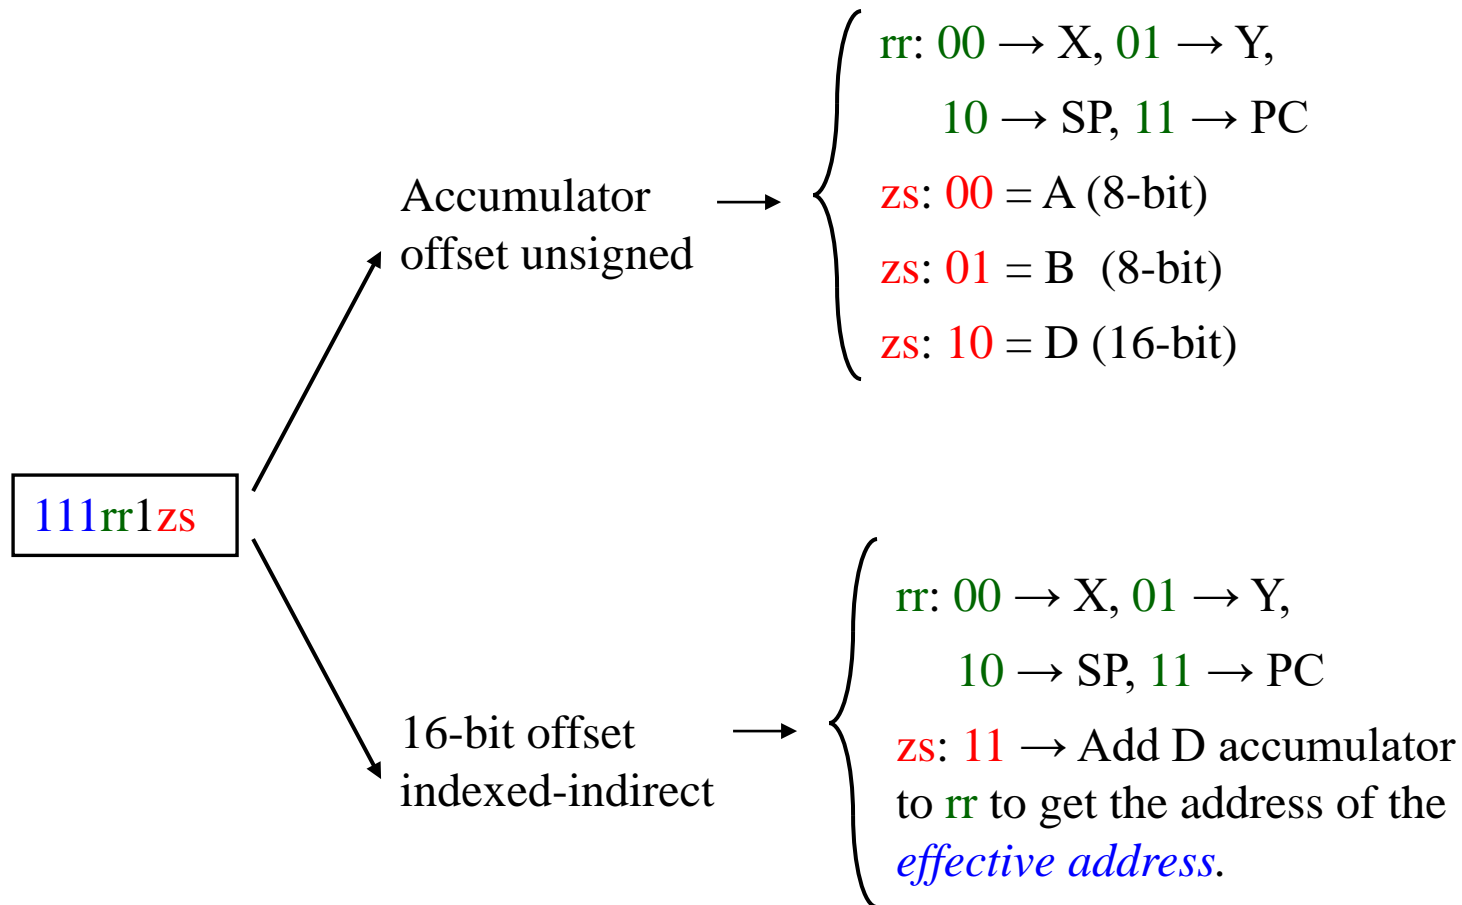 111rr1zs
Accumulator
offset unsigned
rr: 00 → X, 01 → Y,
10 → SP, 11 → PC
zs: 00 = A (8-bit)
zs: 01 = B (8-bit)
zs: 10 = D (16-bit)
16-bit offset
indexed-indirect
rr: 00 → X, 01 → Y,
10 → SP, 11 → PC
zs: 11 → Add D accumulator
to rr to get the address of the
effective address.